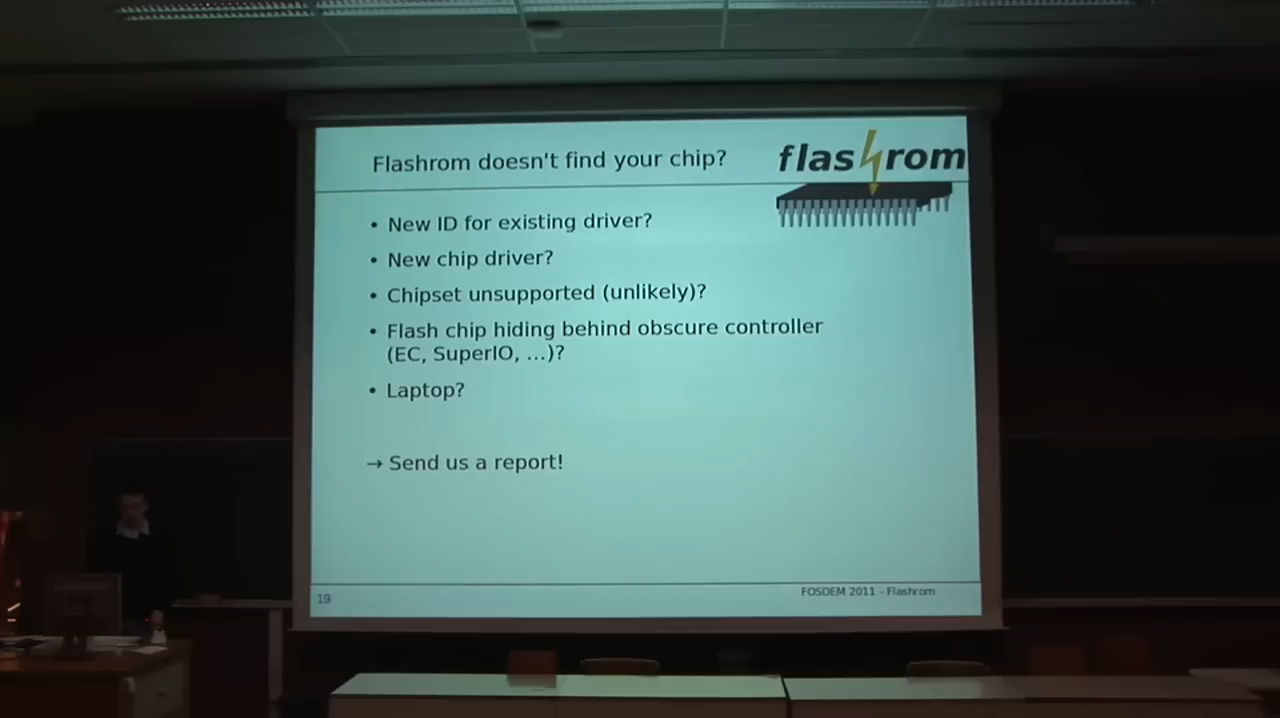 Flashrom doesn't find your chip?
flashrom
• New ID for existing driver?
• New chip driver?
• Chipset unsupported (unlikely)?
• Flash chip hiding behind obscure controller
(EC, SuperIO, ...)?
• Laptop?
→ Send us a report!
19
FOSDEM 2011 - Flashrom